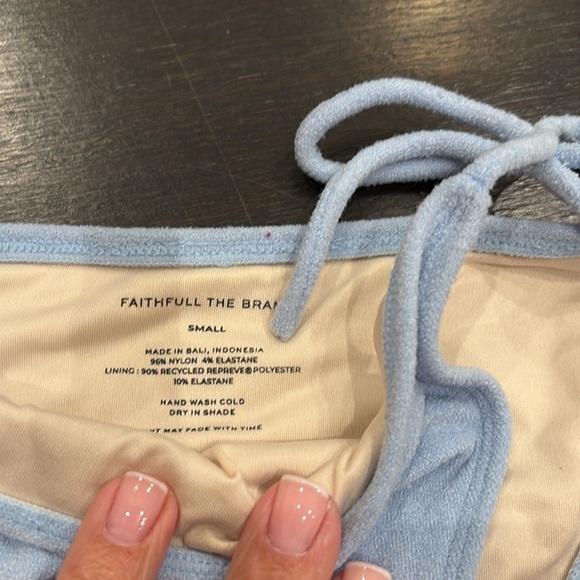 FAITHFULL THE
SMALL
MADE IN BALI, INDONESIA
96% NYLON 4% ELASTANE
LINING : 90% RECYCLED REPREVE® POLYESTER
10% ELASTANE
HAND WASH COLD
DRY IN SHADE
MAY FADE WITH TIME